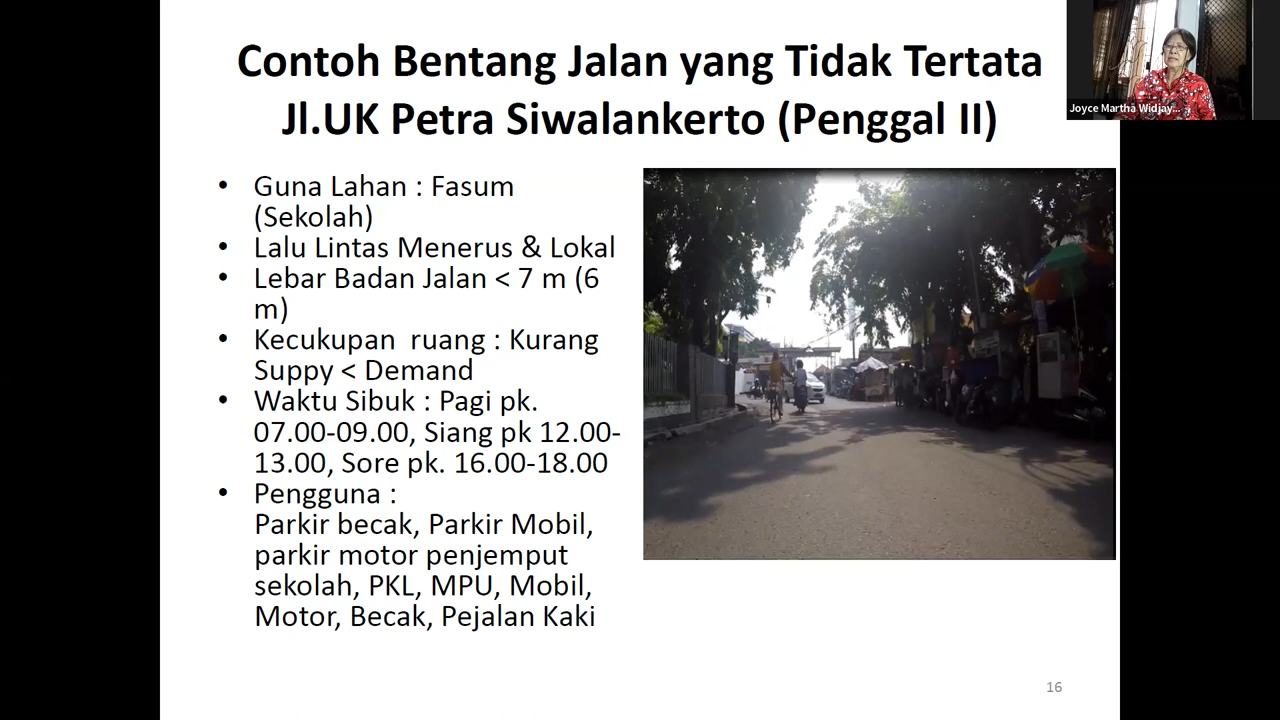 Contoh Bentang Jalan yang Tidak Tertata
Jl.UK Petra Siwalankerto (Penggal II)
Joyce Martha Widjay...
• Guna Lahan : Fasum
(Sekolah)
• Lalu Lintas Menerus & Lokal
• Lebar Badan Jalan < 7 m (6
m)
• Kecukupan  ruang : Kurang
Suppy < Demand
• Waktu Sibuk : Pagi pk.
07.00-09.00, Siang pk 12.00-
13.00, Sore pk. 16.00-18.00
• Pengguna :
Parkir becak, Parkir Mobil,
parkir motor penjemput
sekolah, PKL, MPU, Mobil,
Motor, Becak, Pejalan Kaki
16